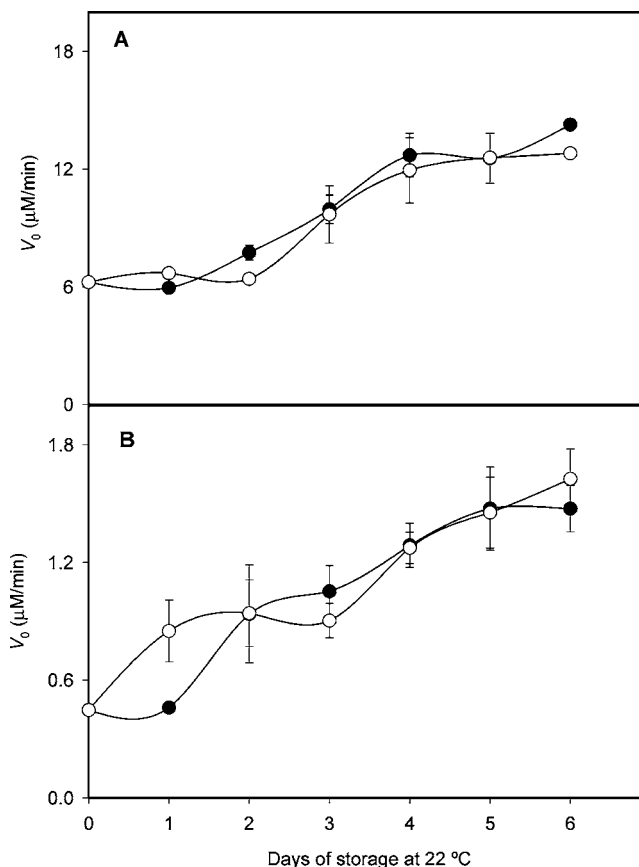 A
18
12
6
0
V₀ (μM/min)
B
1.8
1.2
0.6
0.0
V₀ (μM/min)
0 1 2 3 4 5 6
Days of storage at 22 ºC